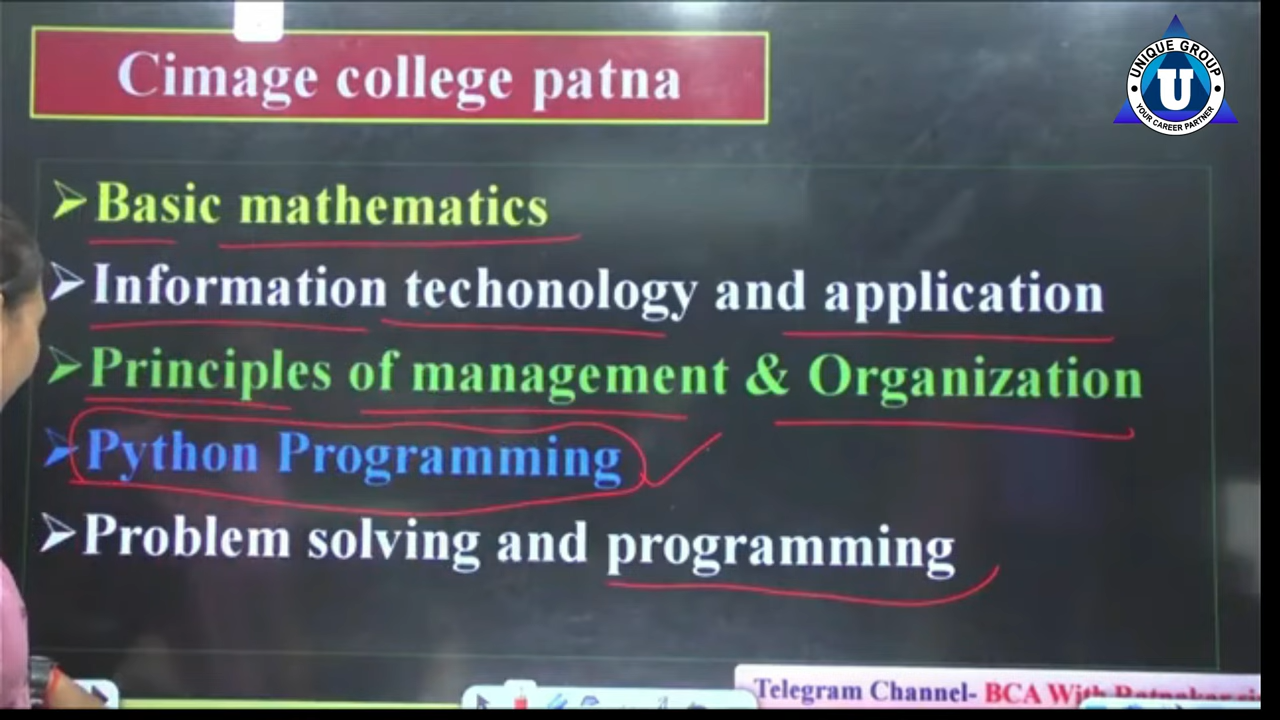 Cimage college patna
UNIQUE GROUP
U
YOUR CAREER PARTNER
Basic mathematics
Information techonology and application
Principles of management & Organization
Python Programming
Problem solving and programming
Telegram Channel- BCA With